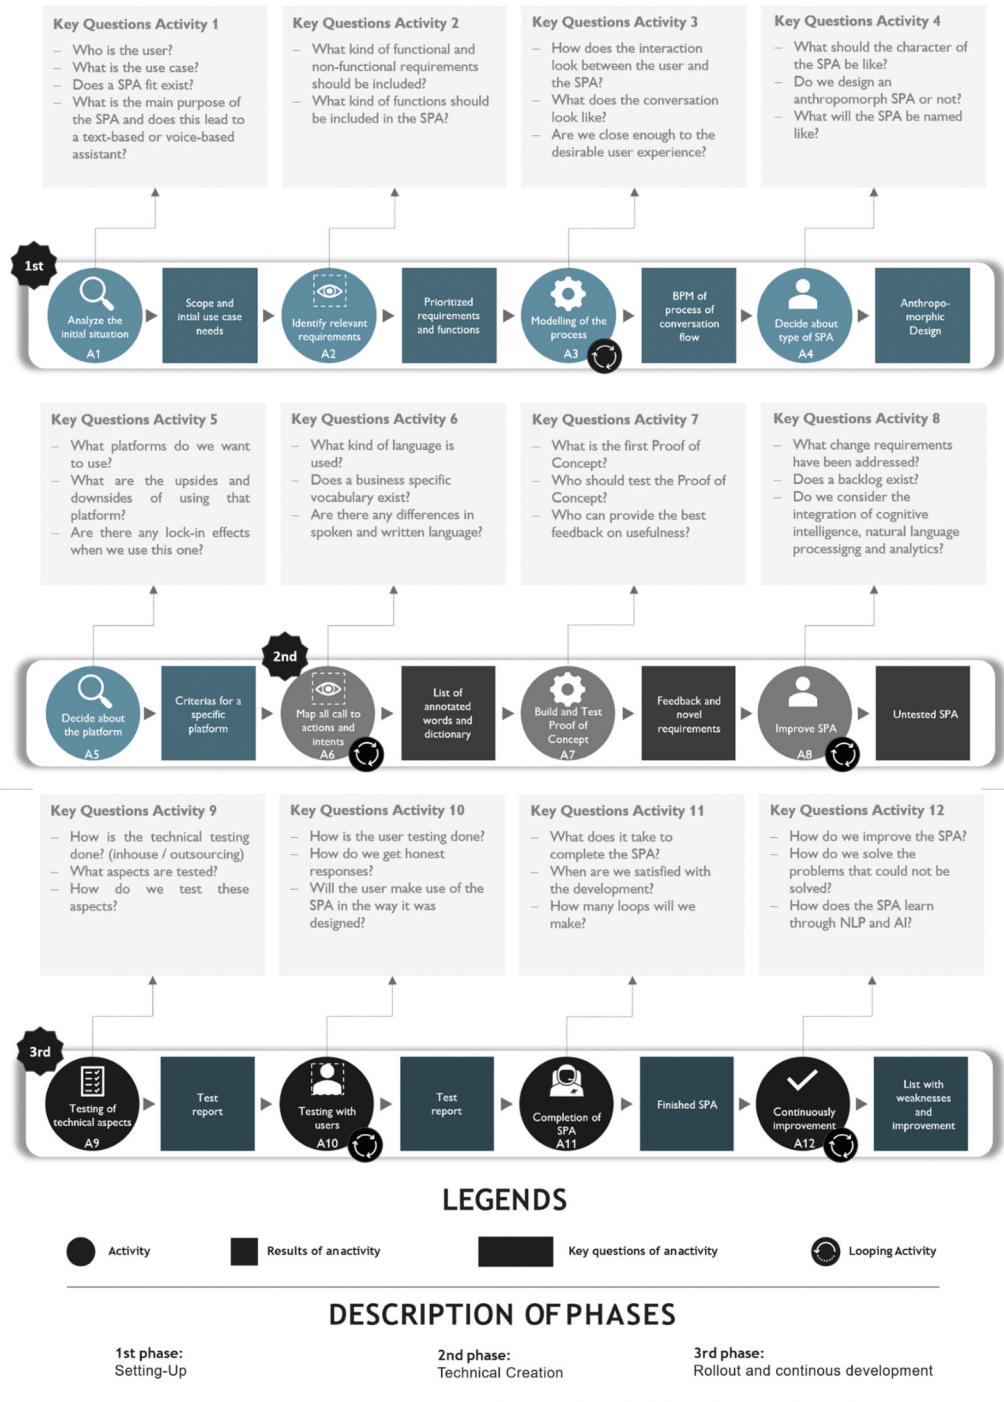 Key Questions Activity 1
– Who is the user?
– What is the use case?
– Does a SPA fit exist?
– What is the main purpose of
the SPA and does this lead to
a text-based or voice-based
assistant?
Key Questions Activity 2
– What kind of functional and
non-functional requirements
should be included?
– What kind of functions should
be included in the SPA?
Key Questions Activity 3
– How does the interaction
look between the user and
the SPA?
– What does the conversation
look like?
– Are we close enough to the
desirable user experience?
Key Questions Activity 4
– What should the character of
the SPA be like?
– Do we design an
anthropomorph SPA or not?
– What will the SPA be named
like?
1st
Analyze the
initial situation
A1
Scope and
intial use case
needs
Identify relevant
requirements
A2
Prioritized
requirements
and functions
Modelling of the
process
A3
BPM of
process of
conversation
flow
Decide about
type of SPA
A4
Anthropo-
morphic
Design
Key Questions Activity 5
– What platforms do we want
to use?
– What are the upsides and
downsides of using that
platform?
– Are there any lock-in effects
when we use this one?
Key Questions Activity 6
– What kind of language is
used?
– Does a business specific
vocabulary exist?
– Are there any differences in
spoken and written language?
Key Questions Activity 7
– What is the first Proof of
Concept?
– Who should test the Proof of
Concept?
– Who can provide the best
feedback on usefulness?
Key Questions Activity 8
– What change requirements
have been addressed?
– Does a backlog exist?
– Do we consider the
integration of cognitive
intelligence, natural language
processigng and analytics?
Decide about
the platform
A5
Criterias for a
specific
platform
2nd
Map all call to
actions and
intents
A6
List of
annotated
words and
dictionary
Build and Test
Proof of
Concept
A7
Feedback and
novel
requirements
Improve SPA
A8
Untested SPA
Key Questions Activity 9
– How is the technical testing
done? (inhouse / outsourcing)
– What aspects are tested?
– How do we test these
aspects?
Key Questions Activity 10
– How is the user testing done?
– How do we get honest
responses?
– Will the user make use of the
SPA in the way it was
designed?
Key Questions Activity 11
– What does it take to
complete the SPA?
– When are we satisfied with
the development?
– How many loops will we
make?
Key Questions Activity 12
– How do we improve the SPA?
– How do we solve the
problems that could not be
solved?
– How does the SPA learn
through NLP and AI?
3rd
Testing of
technical aspects
A9
Test
report
Testing with
users
A10
Test
report
Completion of
SPA
A11
Finished SPA
Continuously
improvement
A12
List with
weaknesses
and
improvement
LEGENDS
Activity
Results of an activity
Key questions of an activity
Looping Activity
DESCRIPTION OF PHASES
1st phase:
Setting-Up
2nd phase:
Technical Creation
3rd phase:
Rollout and continous development